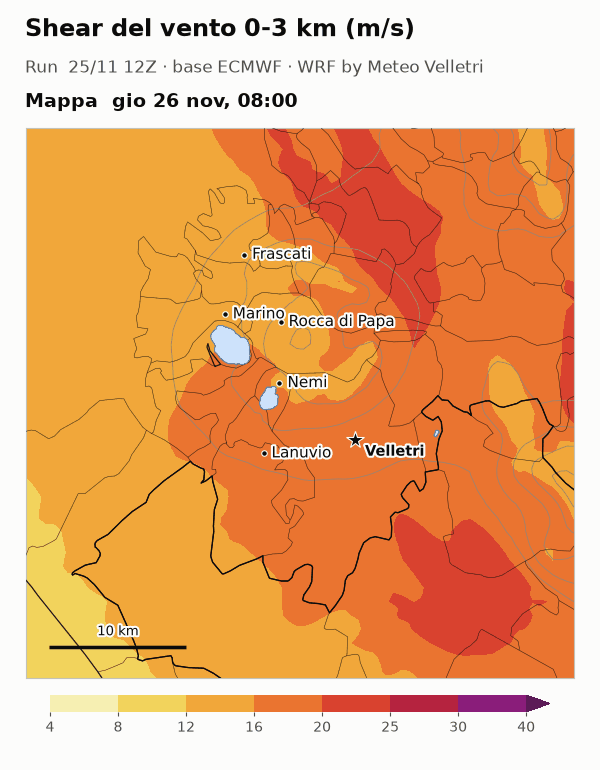 Shear del vento 0-3 km (m/s)
Run  25/11 12Z · base ECMWF · WRF by Meteo Velletri
Mappa  gio 26 nov, 08:00
Frascati
Marino
Rocca di Papa
Nemi
Velletri
Lanuvio
10 km
4 8 12 16 20 25 30 40